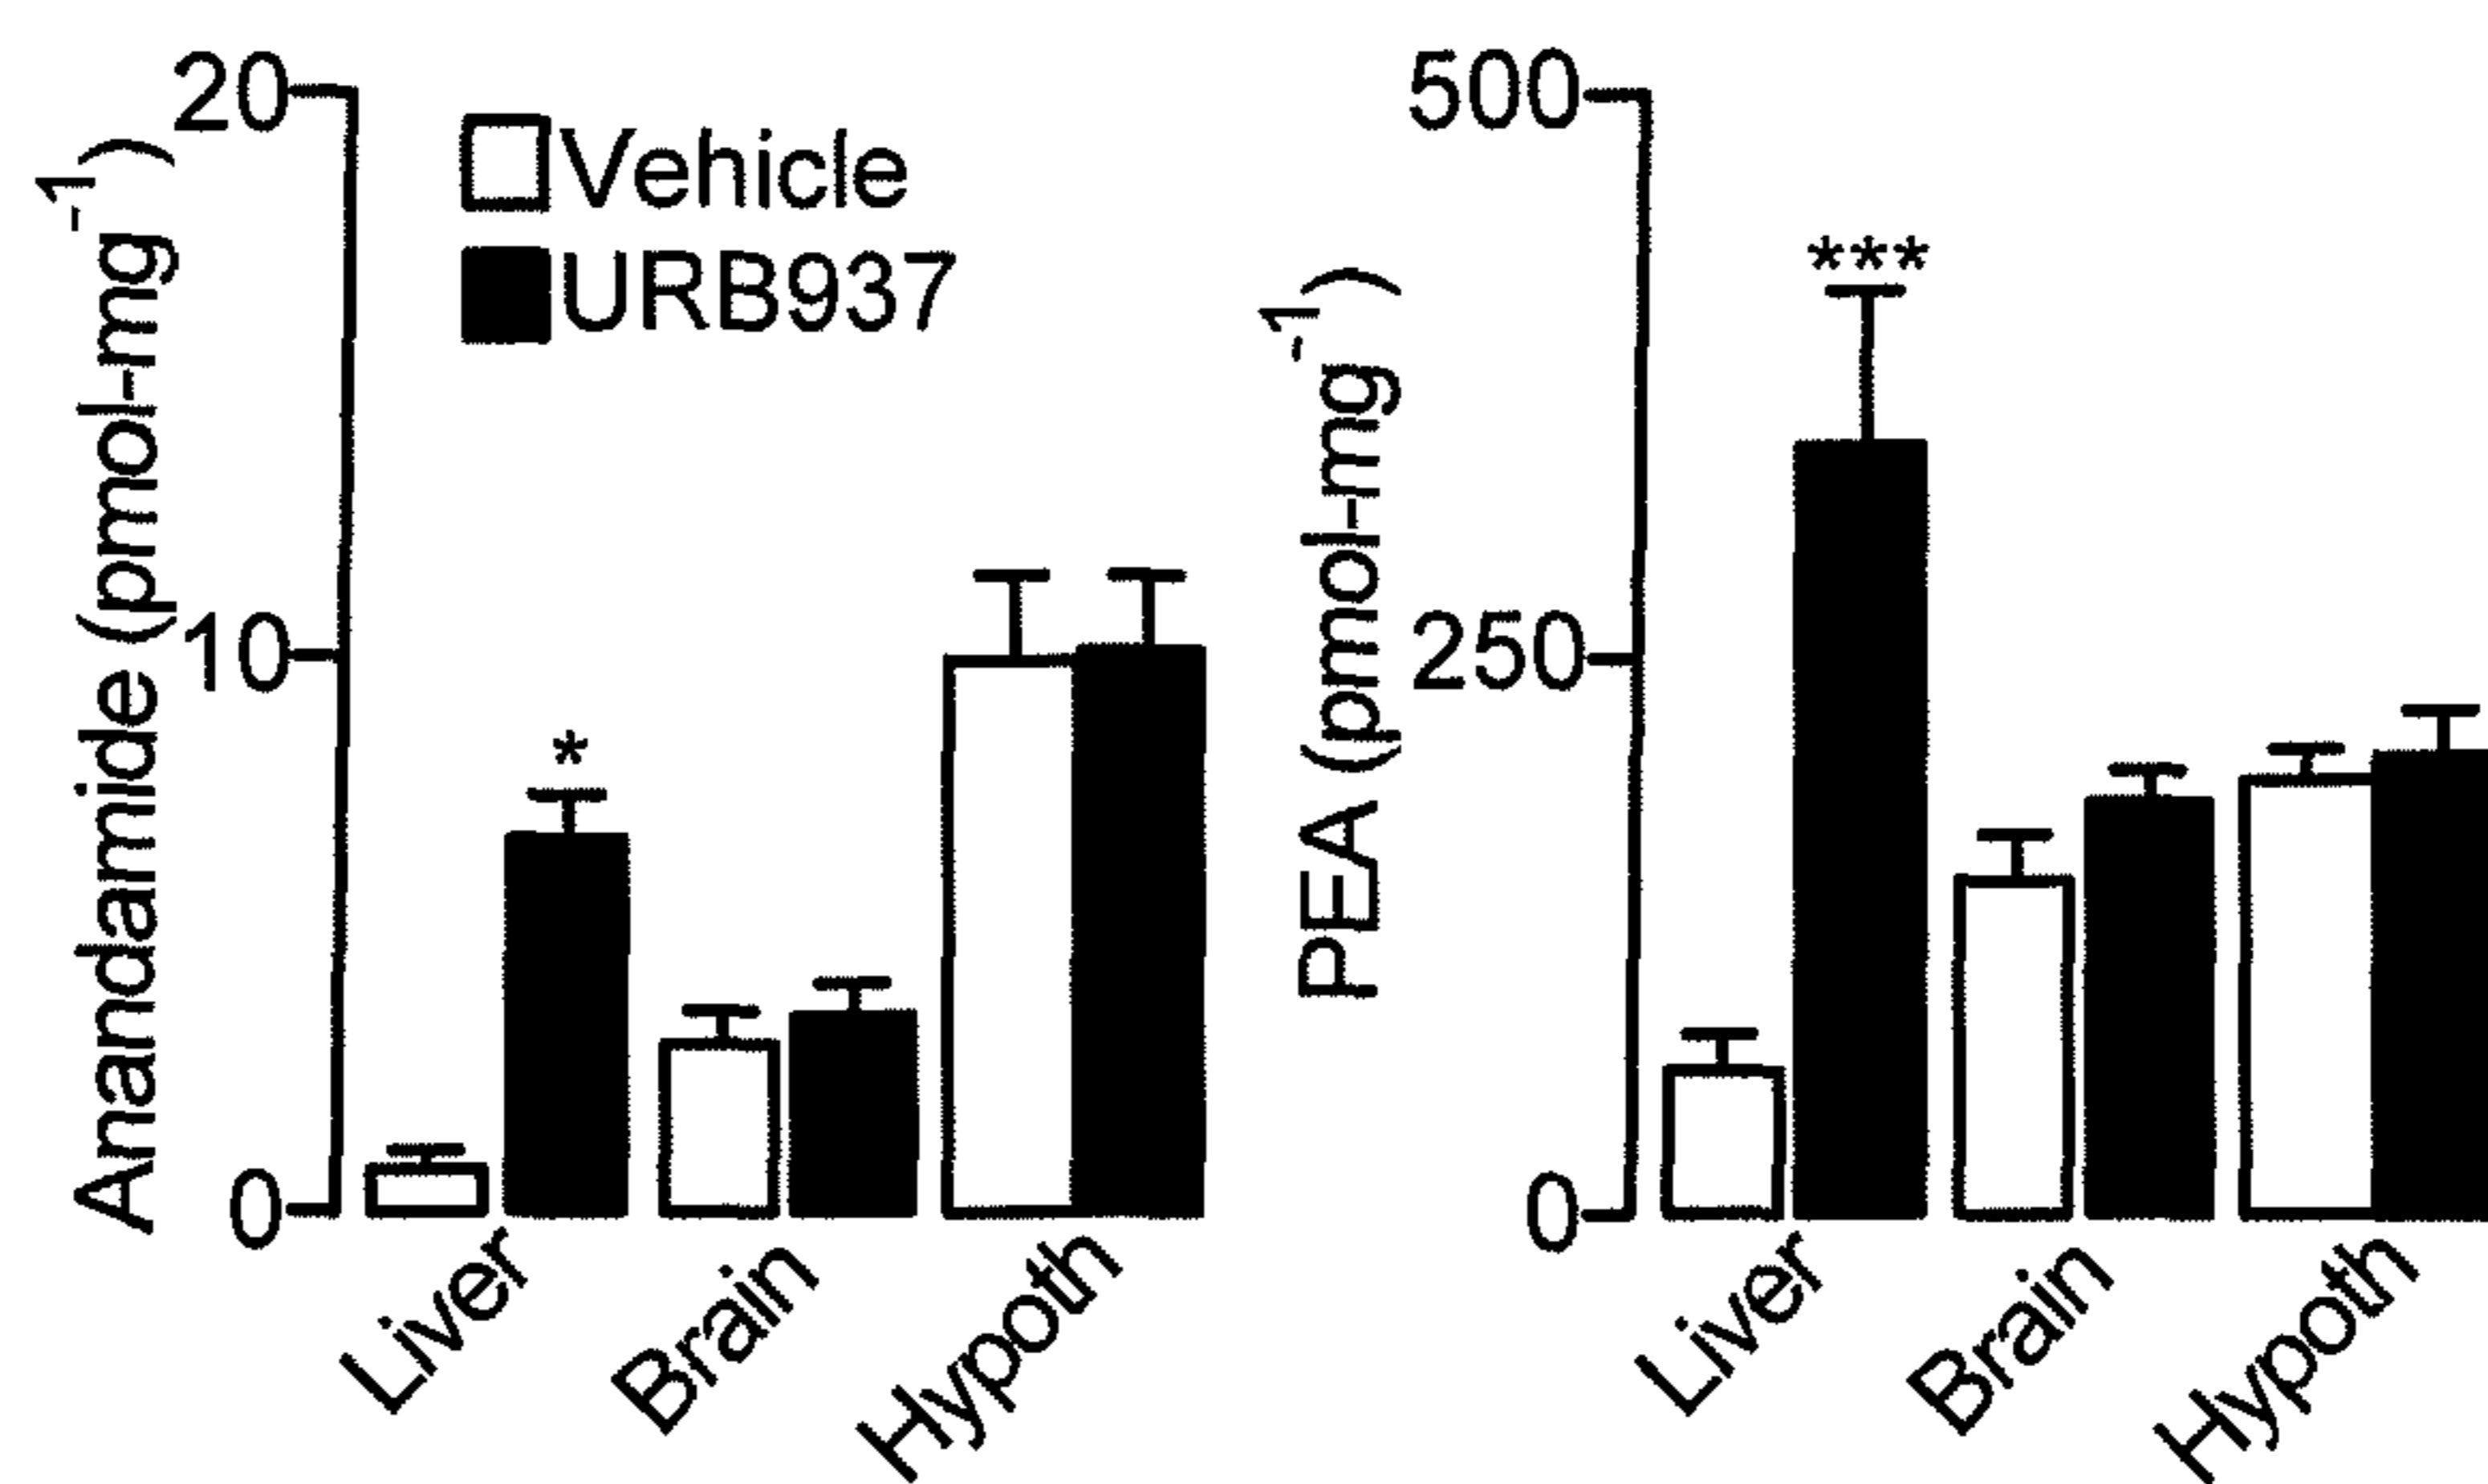 Anandamide (pmol-mg-1)
20
10
0
Vehicle
URB937
*
Liver
Brain
Hypoth
PEA (pmol-mg-1)
500
250
0
***
Liver
Brain
Hypoth